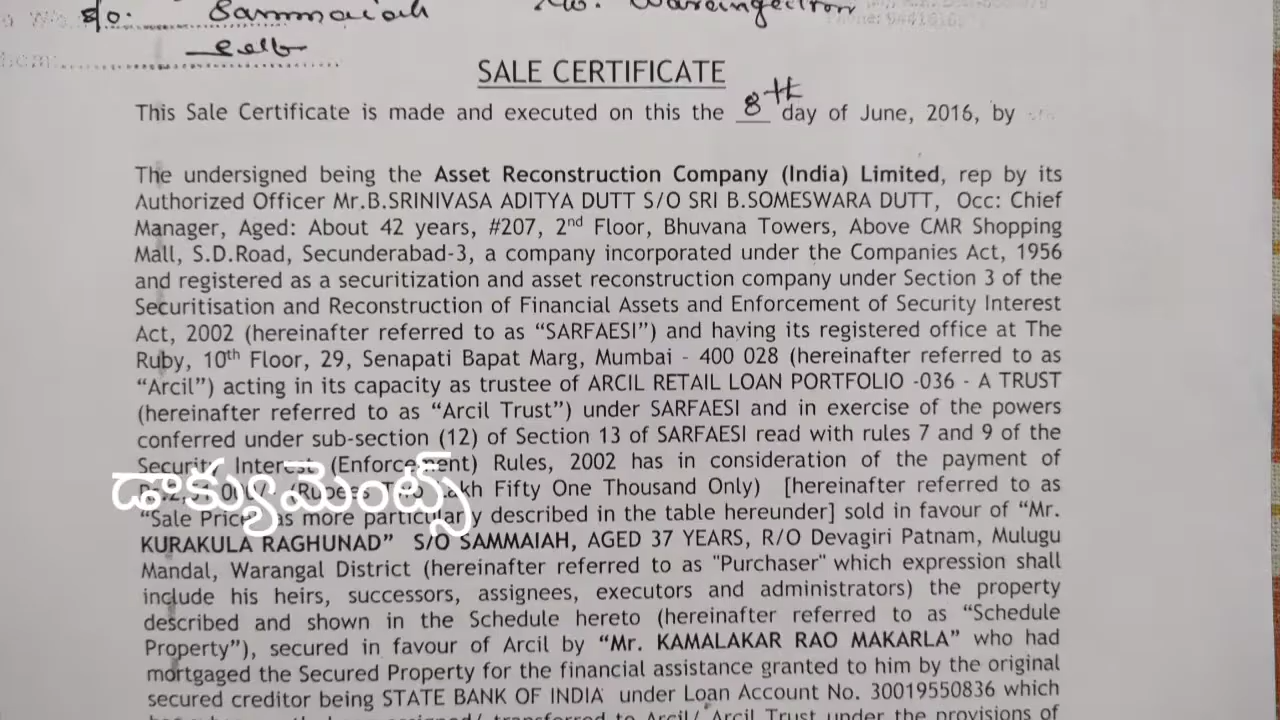 S/o. Sammaiah R/o. Warangal
Self
SALE CERTIFICATE
This Sale Certificate is made and executed on this the 8th day of June, 2016, by
The undersigned being the Asset Reconstruction Company (India) Limited, rep by its
Authorized Officer Mr.B.SRINIVASA ADITYA DUTT S/O SRI B.SOMESWARA DUTT, Occ: Chief
Manager, Aged: About 42 years, #207, 2nd Floor, Bhuvana Towers, Above CMR Shopping
Mall, S.D.Road, Secunderabad-3, a company incorporated under the Companies Act, 1956
and registered as a securitization and asset reconstruction company under Section 3 of the
Securitisation and Reconstruction of Financial Assets and Enforcement of Security Interest
Act, 2002 (hereinafter referred to as “SARFAESI”) and having its registered office at The
Ruby, 10th Floor, 29, Senapati Bapat Marg, Mumbai - 400 028 (hereinafter referred to as
“Arcil”) acting in its capacity as trustee of ARCIL RETAIL LOAN PORTFOLIO -036 - A TRUST
(hereinafter referred to as “Arcil Trust”) under SARFAESI and in exercise of the powers
conferred under sub-section (12) of Section 13 of SARFAESI read with rules 7 and 9 of the
Security Interest (Enforcement) Rules, 2002 has in consideration of the payment of
డాక్యుమెంట్స్
(Rupees Two Lakh Fifty One Thousand Only) [hereinafter referred to as
“Sale Price” as more particularly described in the table hereunder] sold in favour of “Mr.
KURAKULA RAGHUNAD” S/O SAMMAIAH, AGED 37 YEARS, R/O Devagiri Patnam, Mulugu
Mandal, Warangal District (hereinafter referred to as "Purchaser" which expression shall
include his heirs, successors, assignees, executors and administrators) the property
described and shown in the Schedule hereto (hereinafter referred to as “Schedule
Property”), secured in favour of Arcil by “Mr. KAMALAKAR RAO MAKARLA” who had
mortgaged the Secured Property for the financial assistance granted to him by the original
secured creditor being STATE BANK OF INDIA under Loan Account No. 30019550836 which
transferred to Arcil/ Arcil Trust under the provisions of